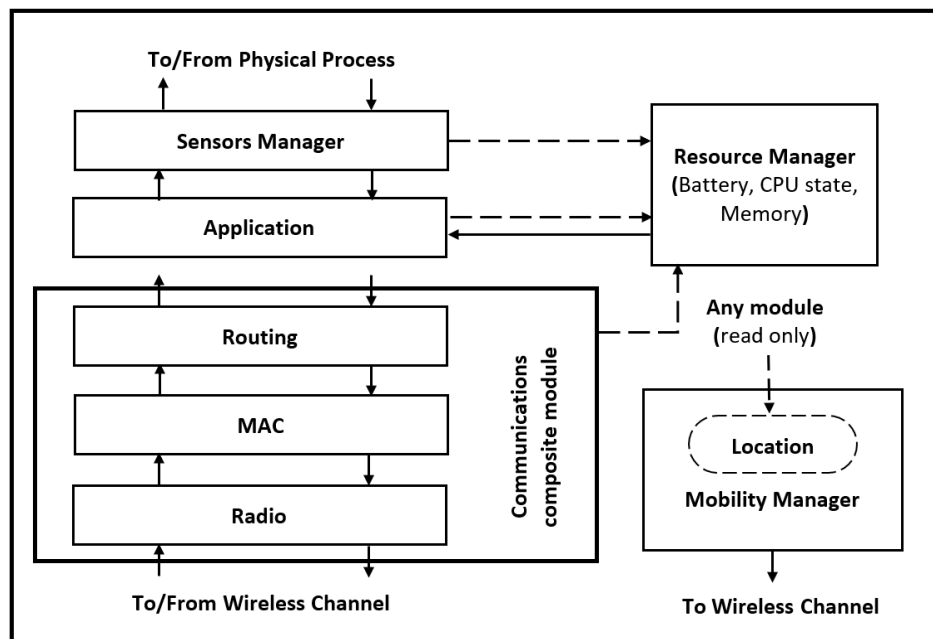 To/From Physical Process
Sensors Manager
Application
Routing
MAC
Radio
Communications
composite module
To/From Wireless Channel
Resource Manager
(Battery, CPU state,
Memory)
Any module
(read only)
Location
Mobility Manager
To Wireless Channel